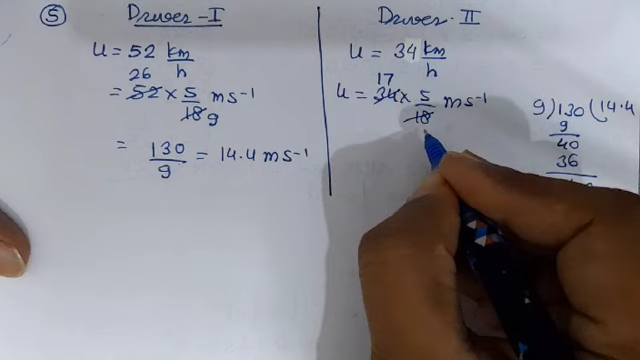 5 Driver-I
u = 52 km/h
26
= 52 × 5/18 ms⁻¹
9
= 130/9 = 14.4 ms⁻¹
Driver-II
u = 34 km/h
17
u = 34 × 5/18 ms⁻¹
9)130(14.4
9
40
36